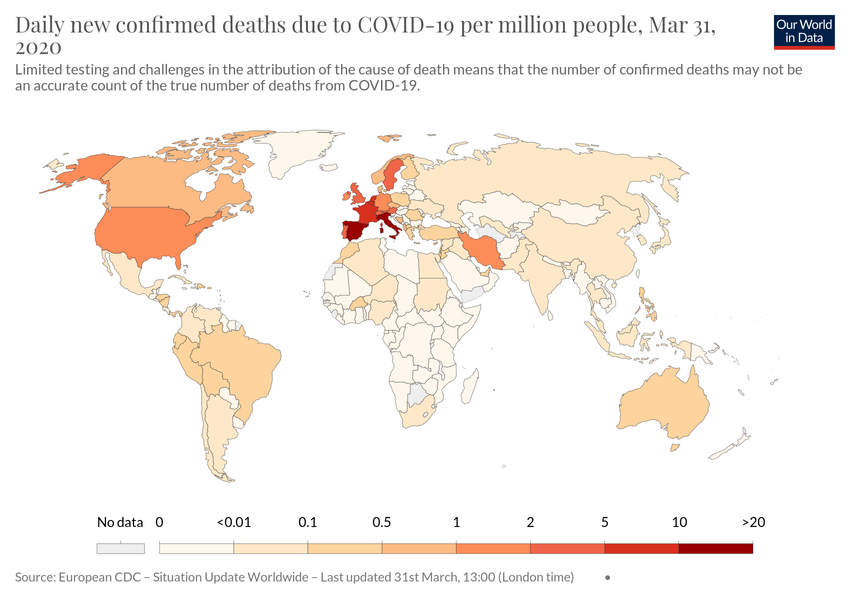 Daily new confirmed deaths due to COVID-19 per million people, Mar 31,
2020
Our World
in Data
Limited testing and challenges in the attribution of the cause of death means that the number of confirmed deaths may not be
an accurate count of the true number of deaths from COVID-19.
No data 0 <0.01 0.1 0.5 1 2 5 10 >20
Source: European CDC – Situation Update Worldwide – Last updated 31st March, 13:00 (London time) •